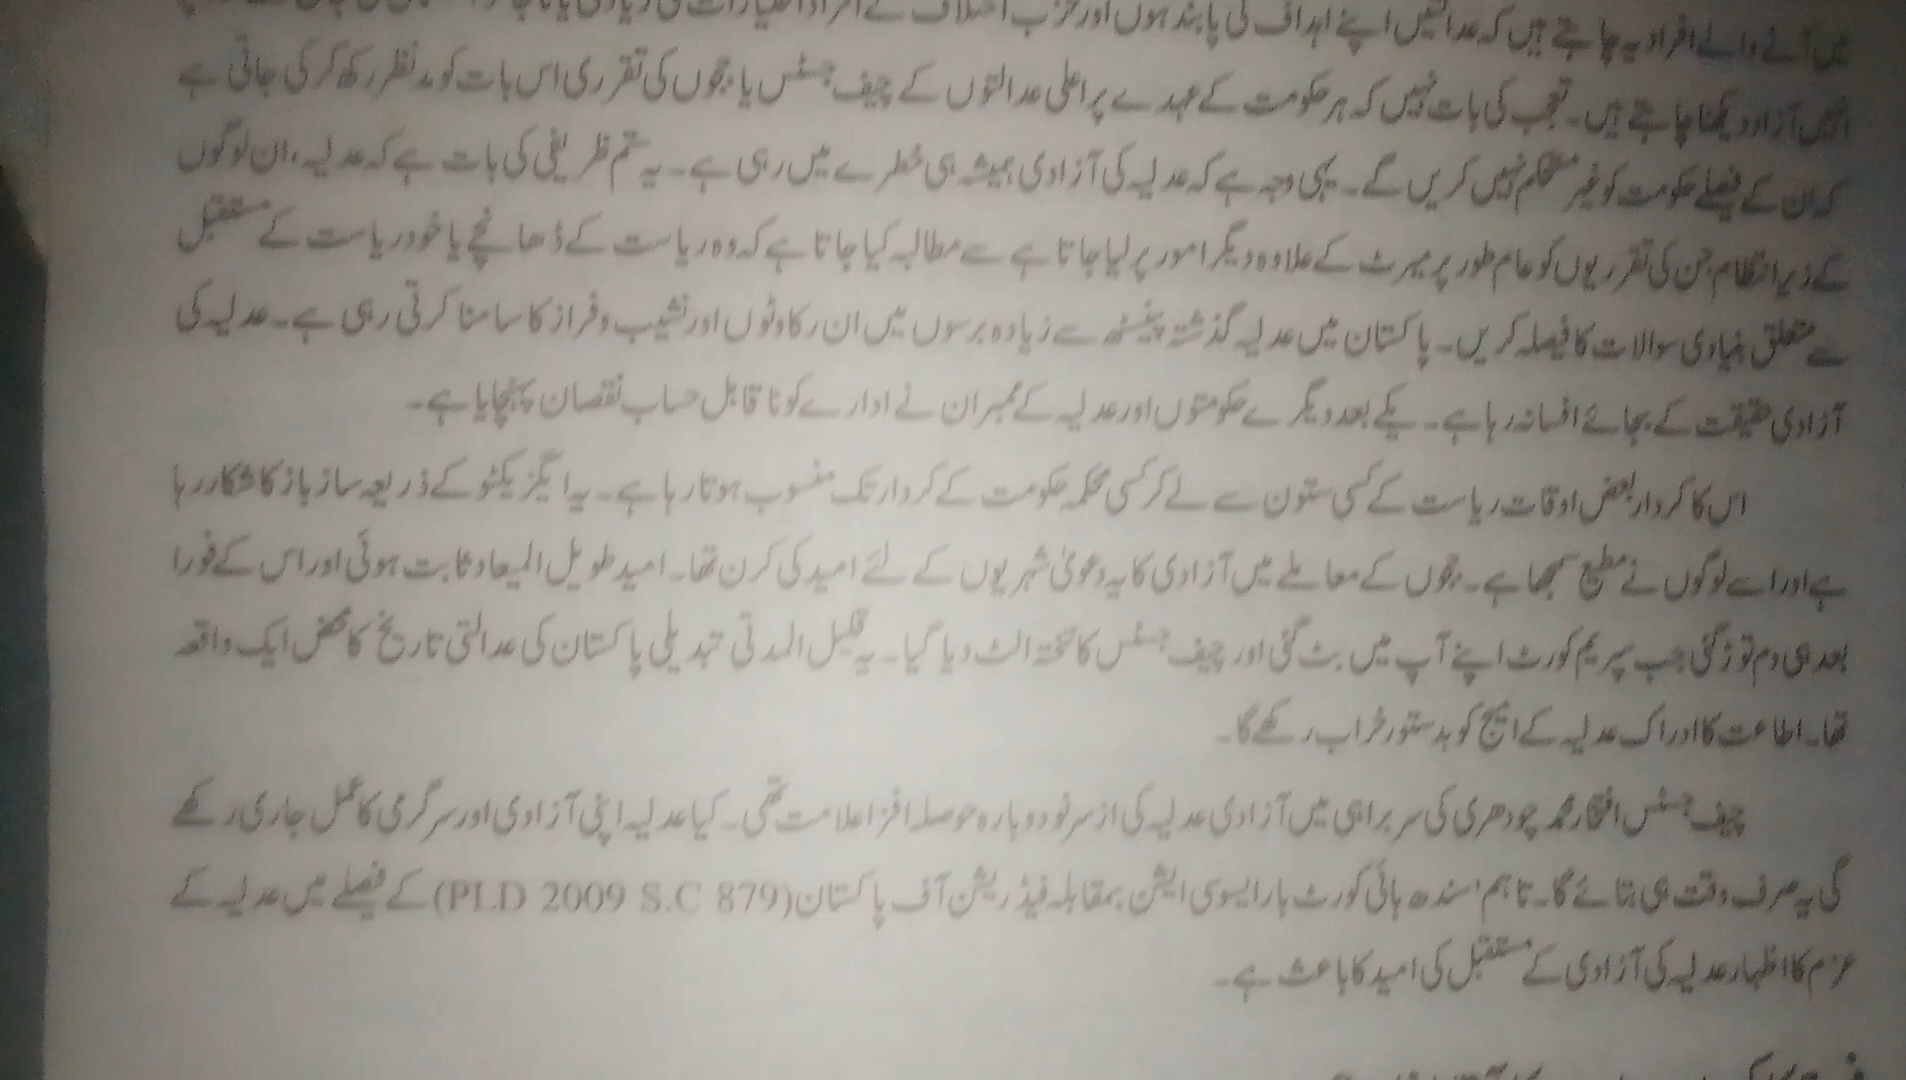 میں آنے والے افراد یہ چاہتے ہیں کہ عدالتیں اپنے اہداف کی پابند ہوں اور حزب اختلاف کے افراد
انہیں آزاد دیکھنا چاہتے ہیں۔ تعجب کی بات نہیں کہ ہر حکومت کے عہدے پر اعلیٰ عدالتوں کے چیف جسٹس یا ججوں کی تقرری اس بات کو مدنظر رکھ کر کی جاتی ہے
کہ ان کے فیصلے حکومت کو غیر مستحکم نہیں کریں گے۔ یہی وجہ ہے کہ عدلیہ کی آزادی ہمیشہ ہی خطرے میں رہی ہے۔ یہ ستم ظریفی کی بات ہے کہ عدلیہ، ان لوگوں
کے زیر انتظام جن کی تقرریوں کو عام طور پر میرٹ کے علاوہ دیگر امور پر لیا جاتا ہے سے مطالبہ کیا جاتا ہے کہ وہ ریاست کے ڈھانچے یا خود ریاست کے مستقبل
سے متعلق بنیادی سوالات کا فیصلہ کریں۔ پاکستان میں عدلیہ گذشتہ پینسٹھ سے زیادہ برسوں میں ان رکاوٹوں اور نشیب و فراز کا سامنا کرتی رہی ہے۔ عدلیہ کی
آزادی حقیقت کے بجائے افسانہ رہا ہے۔ یکے بعد دیگرے حکومتوں اور عدلیہ کے ممبران نے ادارے کو ناقابل حساب نقصان پہنچایا ہے۔
اس کا کردار بعض اوقات ریاست کے کسی ستون سے لے کر کسی محکمہ حکومت کے کردار تک منسوب ہوتا رہا ہے۔ یہ ایگزیکٹو کے ذریعہ ساز باز کا شکار رہا
ہے اور اسے لوگوں نے مطیع سمجھا ہے۔ ججوں کے معاملے میں آزادی کا یہ دعویٰ شہریوں کے لئے امید کی کرن تھا۔ امید طویل المیعاد ثابت ہوئی اور اس کے فورا
بعد ہی دم توڑ گئی جب سپریم کورٹ اپنے آپ میں بٹ گئی اور چیف جسٹس کا تختہ الٹ دیا گیا۔ یہ قلیل المدتی تبدیلی پاکستان کی عدالتی تاریخ کا محض ایک واقعہ
تھا۔ اطاعت کا ادراک عدلیہ کے امیج کو بدستور خراب رکھے گا۔
چیف جسٹس افتخار محمد چودھری کی سربراہی میں آزادی عدلیہ کی از سر نو دوبارہ حوصلہ افزا علامت تھی۔ کیا عدلیہ اپنی آزادی اور سرگرمی کا عمل جاری رکھے
گی یہ صرف وقت ہی بتائے گا۔ تاہم 'سندھ ہائی کورٹ بار ایسوی ایشن بمقابلہ فیڈریشن آف پاکستان (PLD 2009 S.C 879) کے فیصلے میں عدلیہ کے
عزم کا اظہار عدلیہ کی آزادی کے مستقبل کی امید کا باعث ہے۔